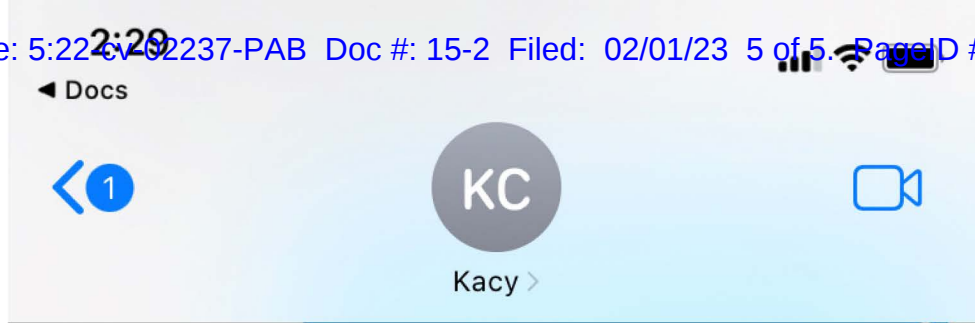 e: 5:22-cv-02237-PAB Doc #: 15-2 Filed: 02/01/23 5 of 5. PageID #
2:29
◀ Docs
1
KC
Kacy >